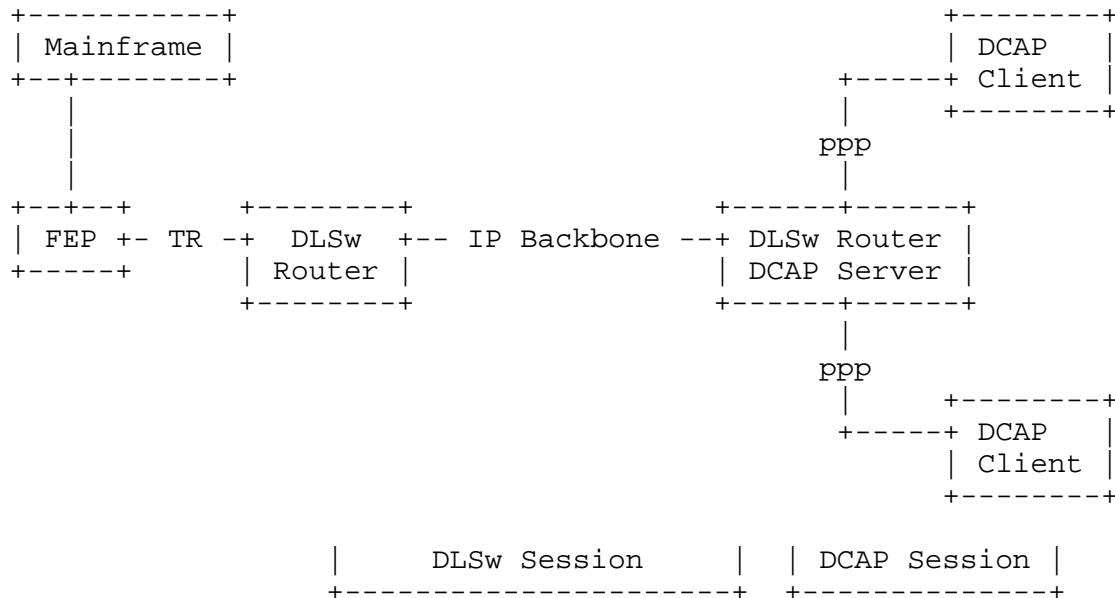 Mainframe DCAP
Client
ppp
FEP TR DLSw IP Backbone DLSw Router
Router DCAP Server
ppp
DCAP
Client
DLSw Session DCAP Session